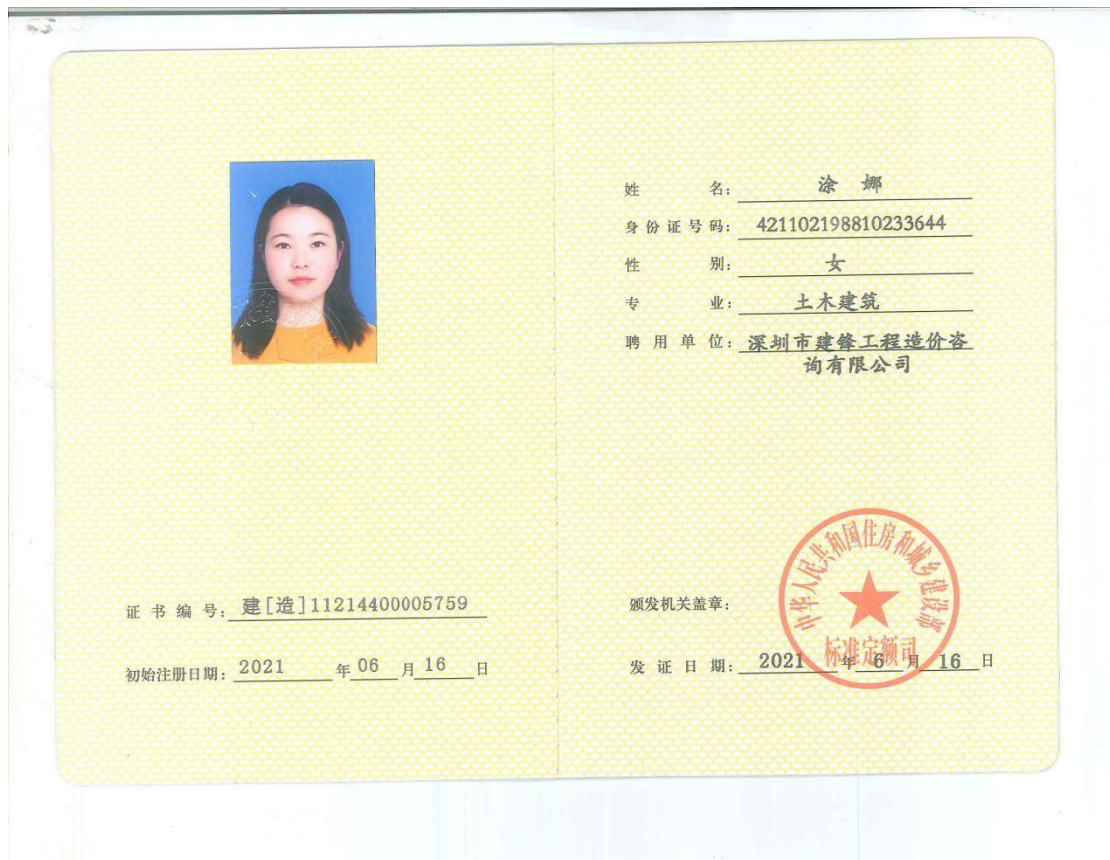 姓 名： 涂 娜
身份证号码： 421102198810233644
性 别： 女
专 业： 土木建筑
聘用单位： 深圳市建锋工程造价咨
询有限公司
证书编号： 建[造]11214400005759
初始注册日期： 2021 年 06 月 16 日
颁发机关盖章：
中华人民共和国住房和城乡建设部
标准定额司
发证日期： 2021 年 6 月 16 日